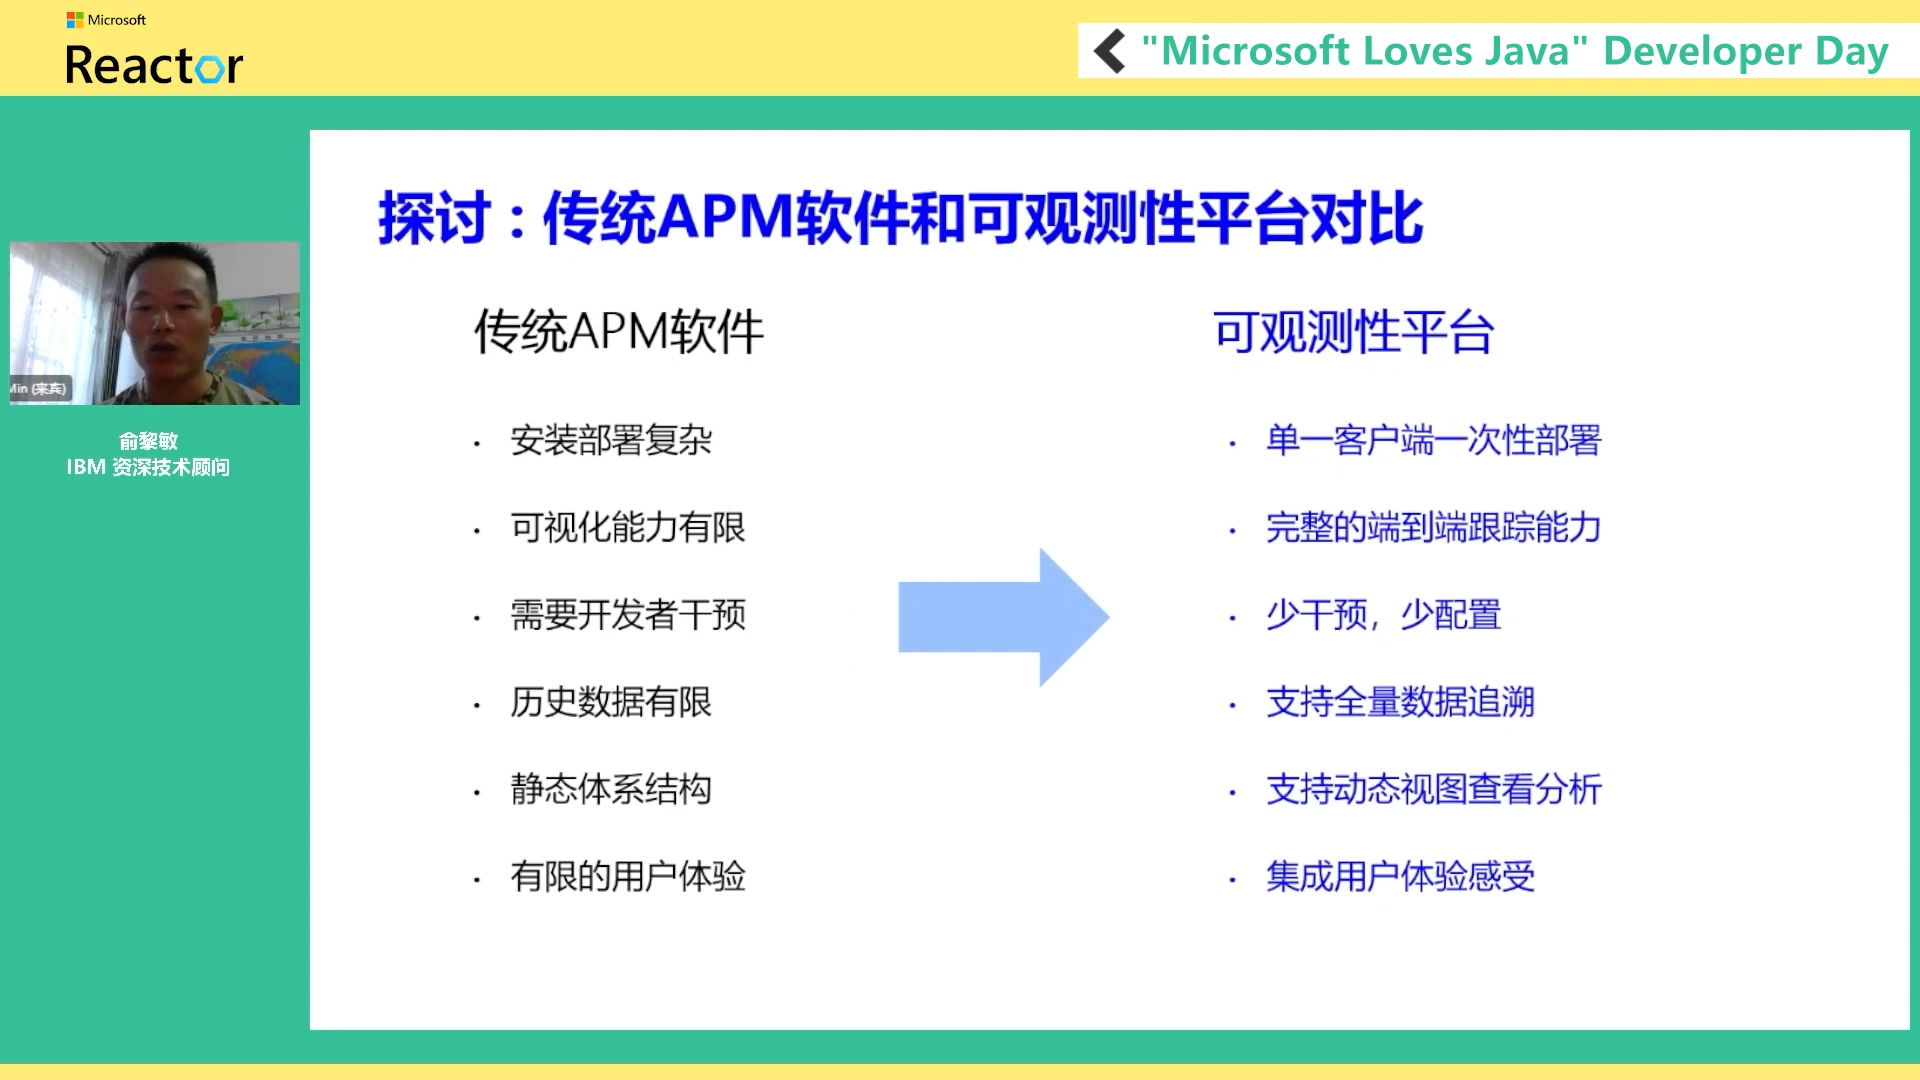 Microsoft
Reactor
"Microsoft Loves Java" Developer Day
探讨：传统APM软件和可观测性平台对比
传统APM软件
· 安装部署复杂
· 可视化能力有限
· 需要开发者干预
· 历史数据有限
· 静态体系结构
· 有限的用户体验
可观测性平台
· 单一客户端一次性部署
· 完整的端到端跟踪能力
· 少干预，少配置
· 支持全量数据追溯
· 支持动态视图查看分析
· 集成用户体验感受
Min (来宾)
俞黎敏
IBM 资深技术顾问